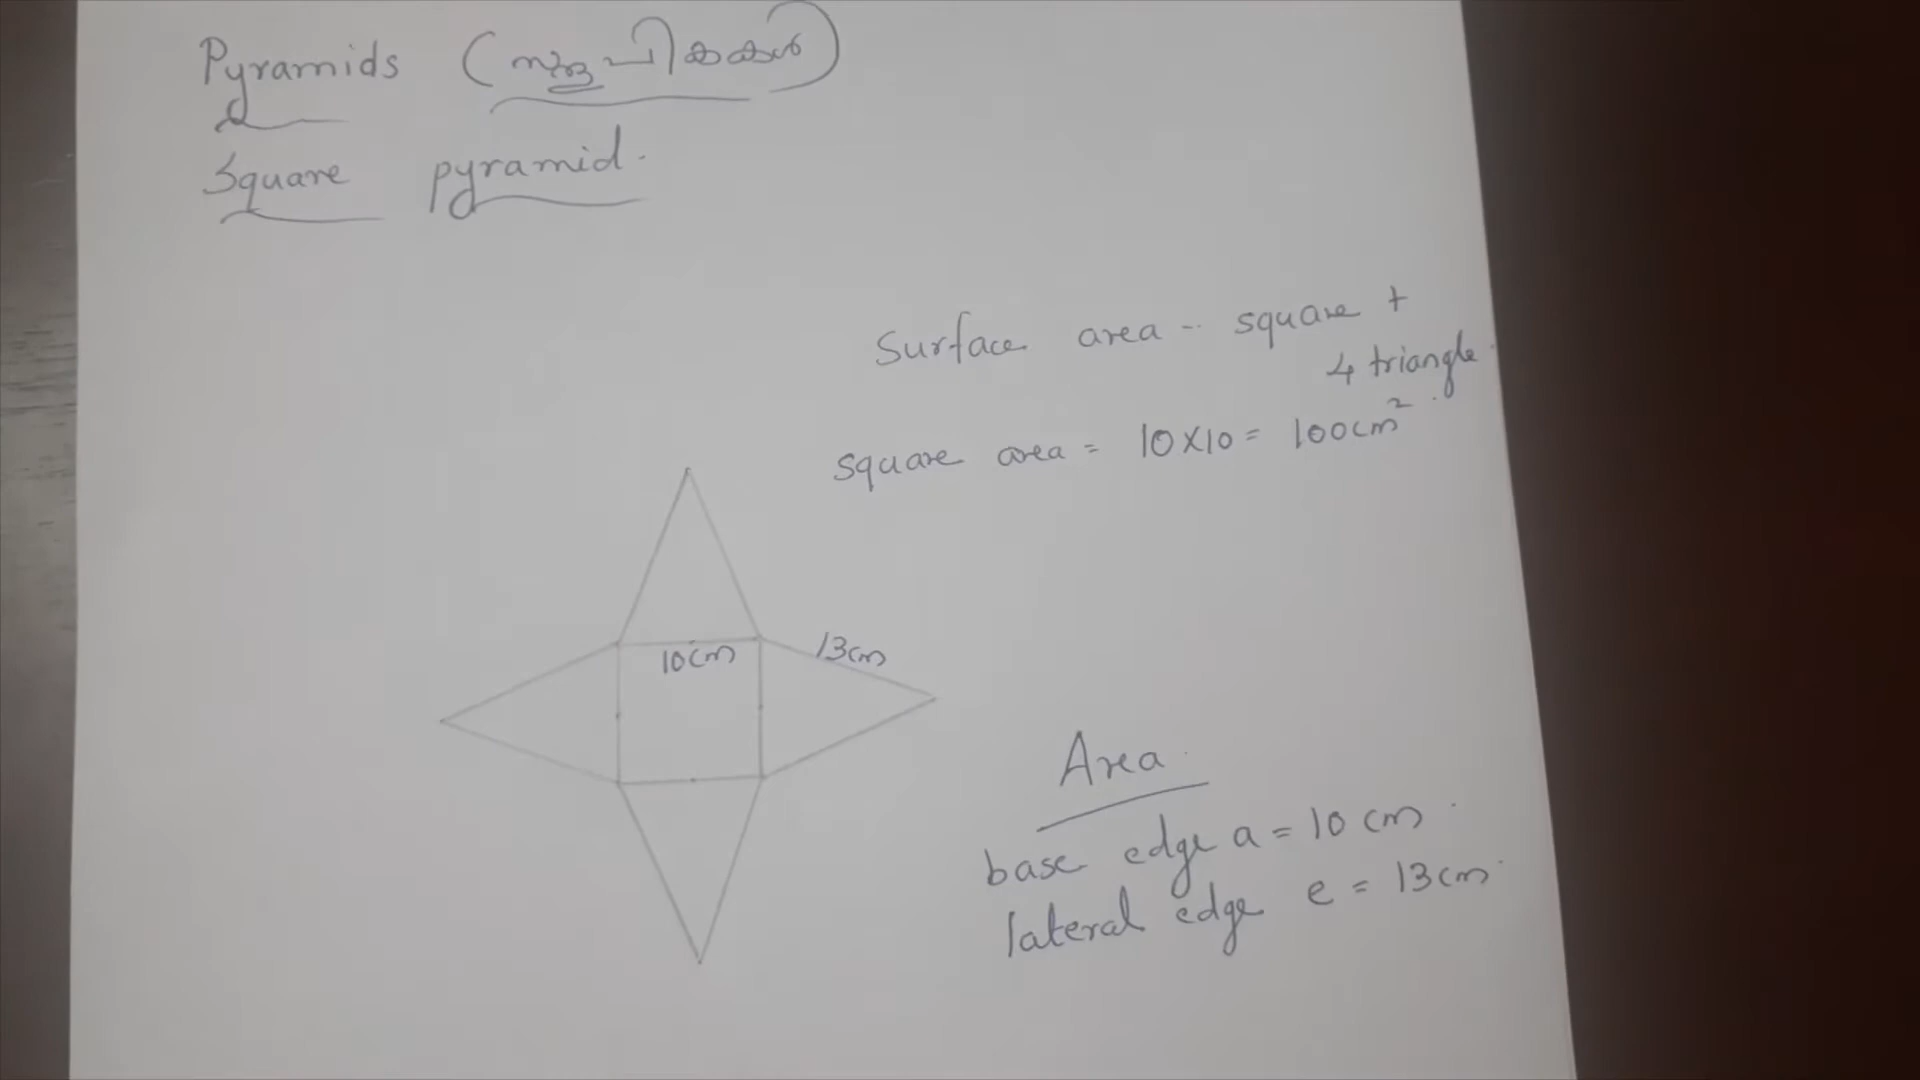 Pyramids (സ്തൂപികകൾ)
Square pyramid.
Surface area - square +
4 triangle.
square area = 10×10 = 100cm².
10cm
13cm
Area
base edge a = 10 cm
lateral edge e = 13cm